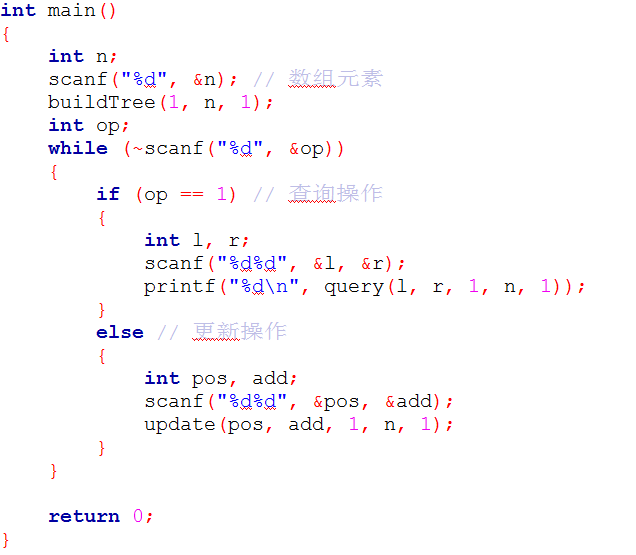 int main()
{
    int n;
    scanf("%d", &n); // 数组元素
    buildTree(1, n, 1);
    int op;
    while (~scanf("%d", &op))
    {
        if (op == 1) // 查询操作
        {
            int l, r;
            scanf("%d%d", &l, &r);
            printf("%d\n", query(l, r, 1, n, 1));
        }
        else // 更新操作
        {
            int pos, add;
            scanf("%d%d", &pos, &add);
            update(pos, add, 1, n, 1);
        }
    }

    return 0;
}